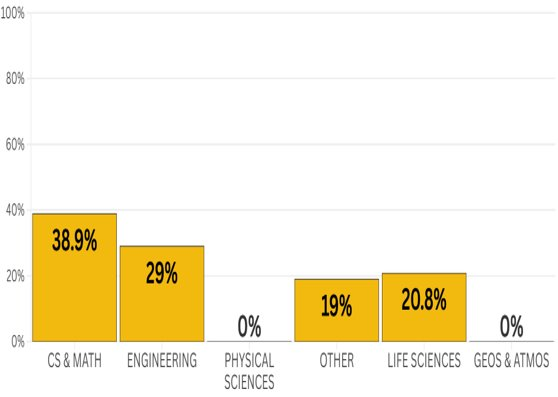 100%
80%
60%
40%
20%
0%
38.9%
29%
0%
19%
20.8%
0%
CS & MATH
ENGINEERING
PHYSICAL
SCIENCES
OTHER
LIFE SCIENCES
GEOS & ATMOS